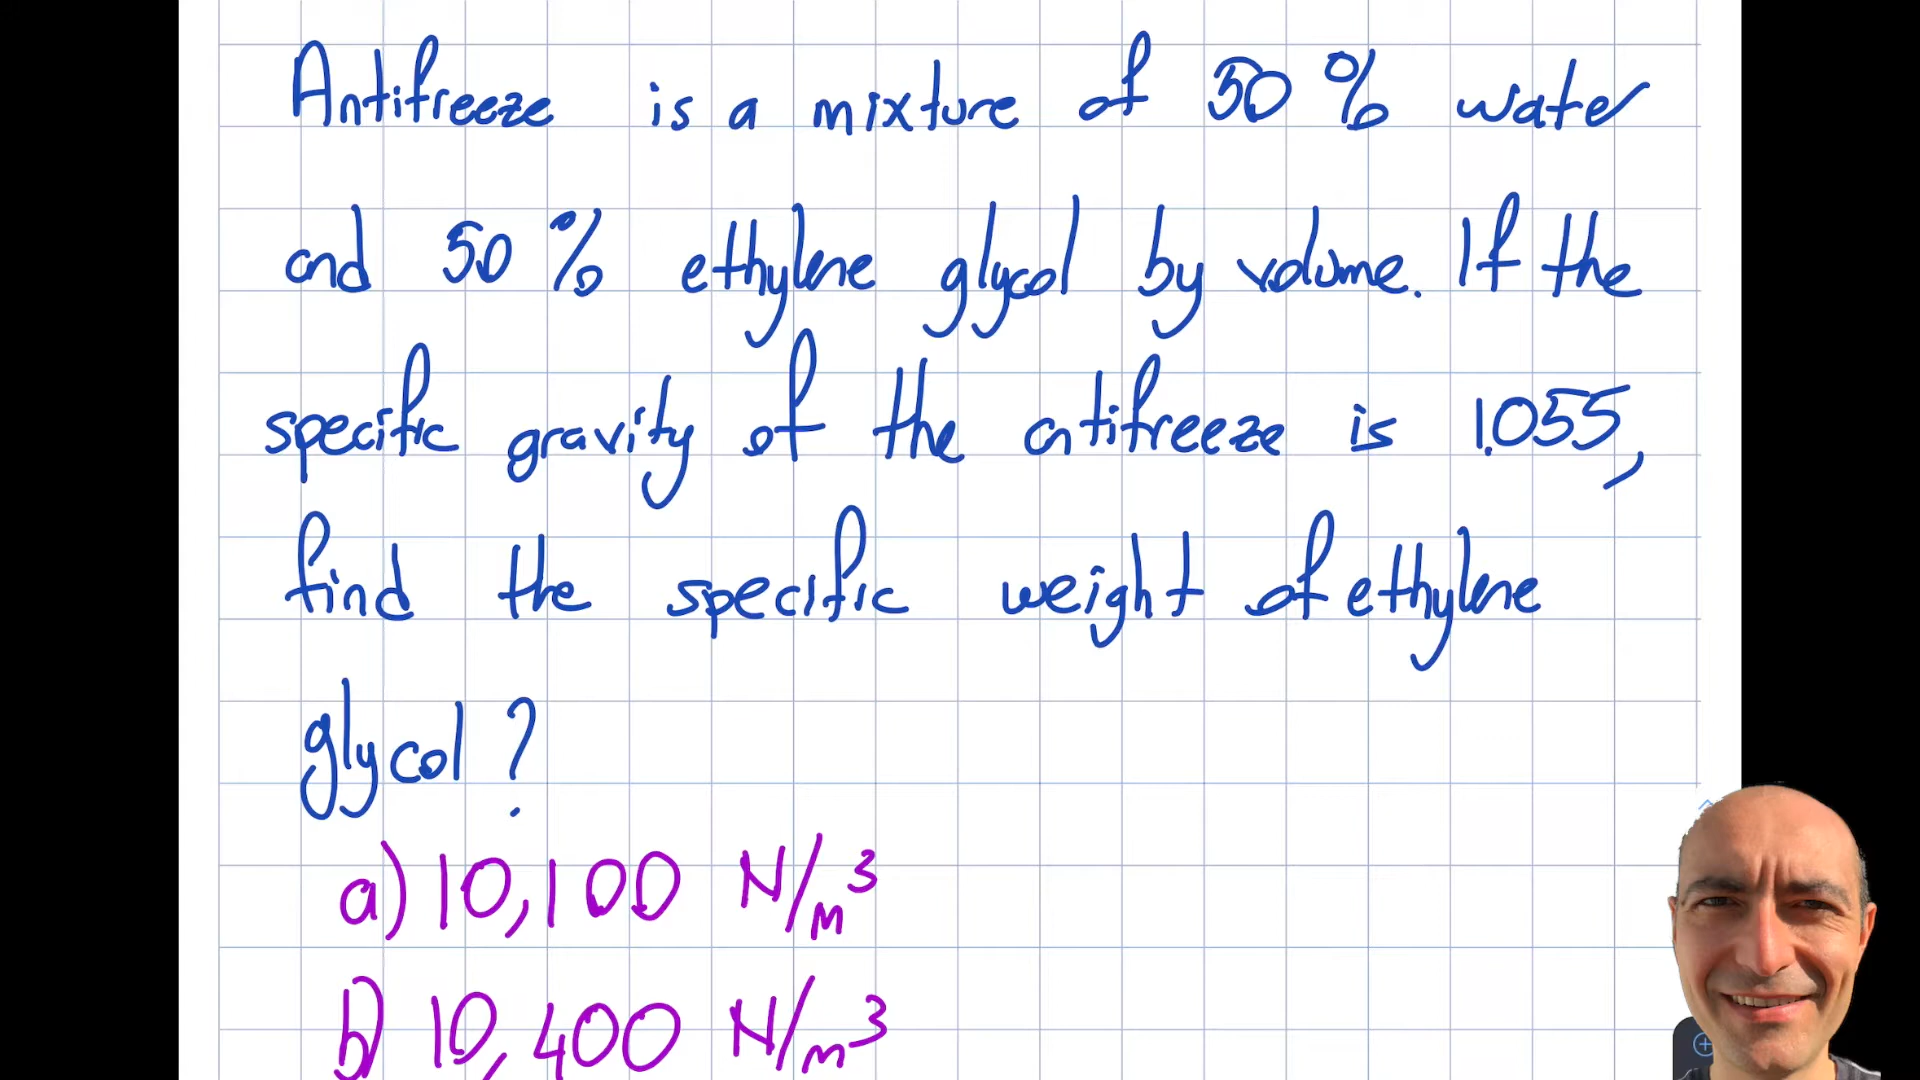 Antifreeze is a mixture of 50 % water
and 50 % ethylene glycol by volume. If the
specific gravity of the antifreeze is 1.055,
find the specific weight of ethylene
glycol ?
a) 10,100 N/m³
b) 10,400 N/m³